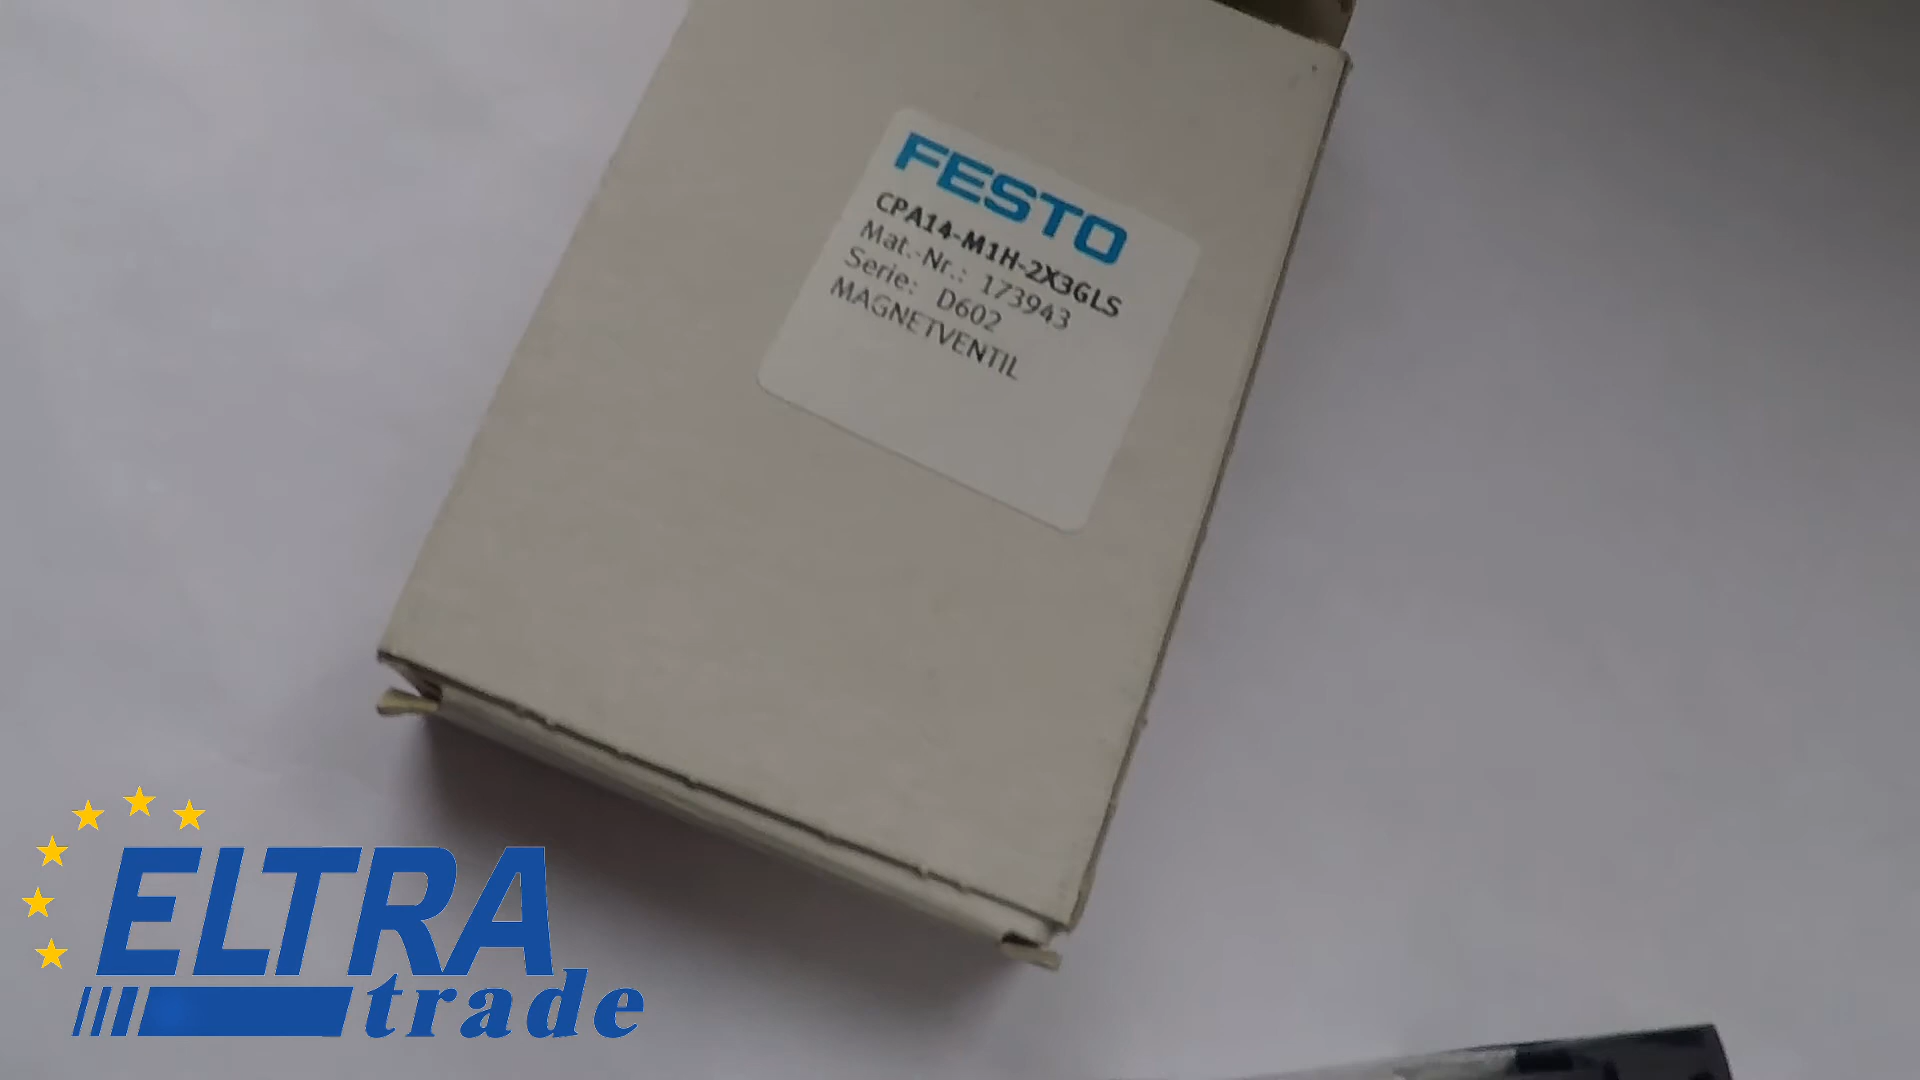 FESTO
CPA14-M1H-2X3GLS
Mat.-Nr.: 173943
Serie: D602
MAGNETVENTIL
ELTRA
trade